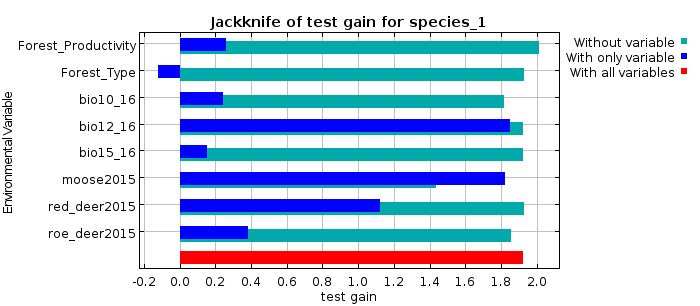 Jackknife of test gain for species_1
Environmental Variable
Forest_Productivity
Forest_Type
bio10_16
bio12_16
bio15_16
moose2015
red_deer2015
roe_deer2015
-0.2 0.0 0.2 0.4 0.6 0.8 1.0 1.2 1.4 1.6 1.8 2.0
test gain
Without variable
With only variable
With all variables